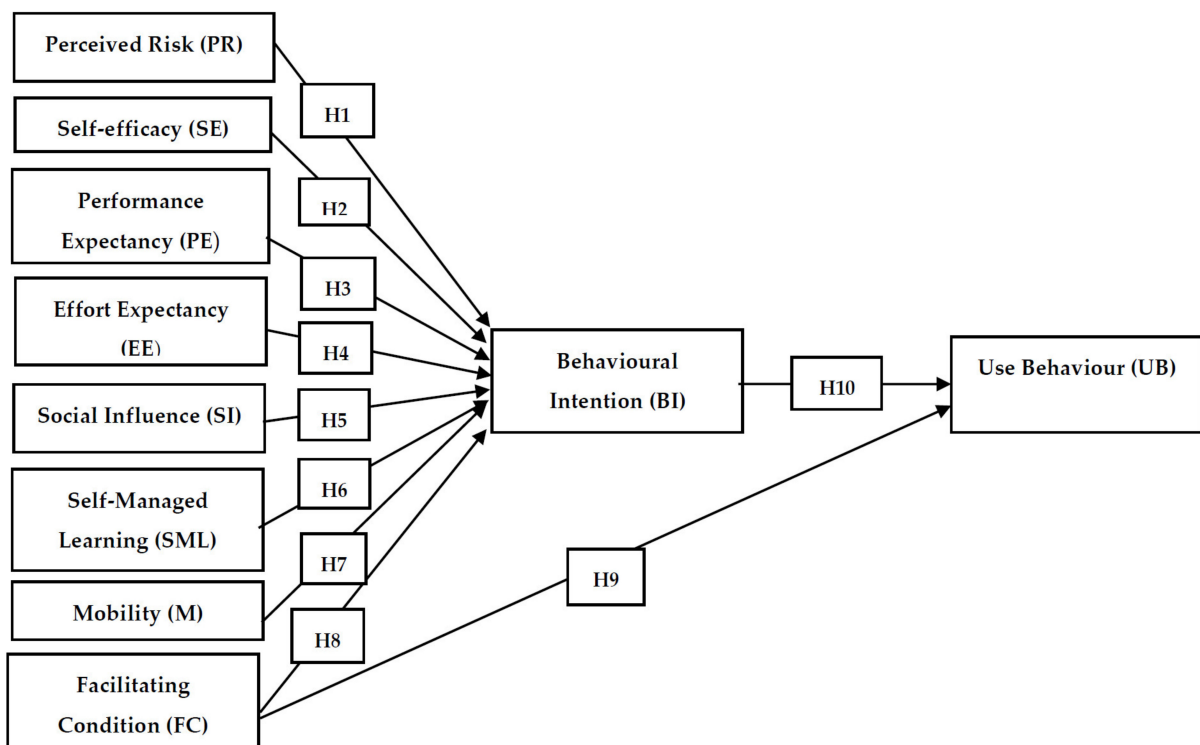 Perceived Risk (PR)
H1
Self-efficacy (SE)
H2
Performance
Expectancy (PE)
H3
Effort Expectancy
(EE)
H4
Social Influence (SI)
H5
Self-Managed
Learning (SML)
H6
Mobility (M)
H7
Facilitating
Condition (FC)
H8
Behavioural
Intention (BI)
H9
H10
Use Behaviour (UB)